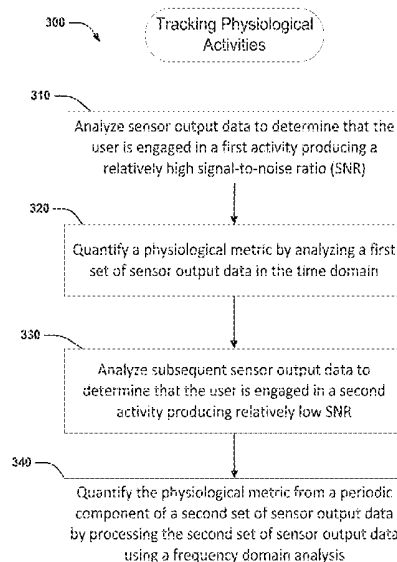 300
Tracking Physiological
Activities
310
Analyze sensor output data to determine that the
user is engaged in a first activity producing a
relatively high signal-to-noise ratio (SNR)
320
Quantify a physiological metric by analyzing a first
set of sensor output data in the time domain
330
Analyze subsequent sensor output data to
determine that the user is engaged in a second
activity producing relatively low SNR
340
Quantify the physiological metric from a periodic
component of a second set of sensor output data
by processing the second set of sensor output data
using a frequency domain analysis